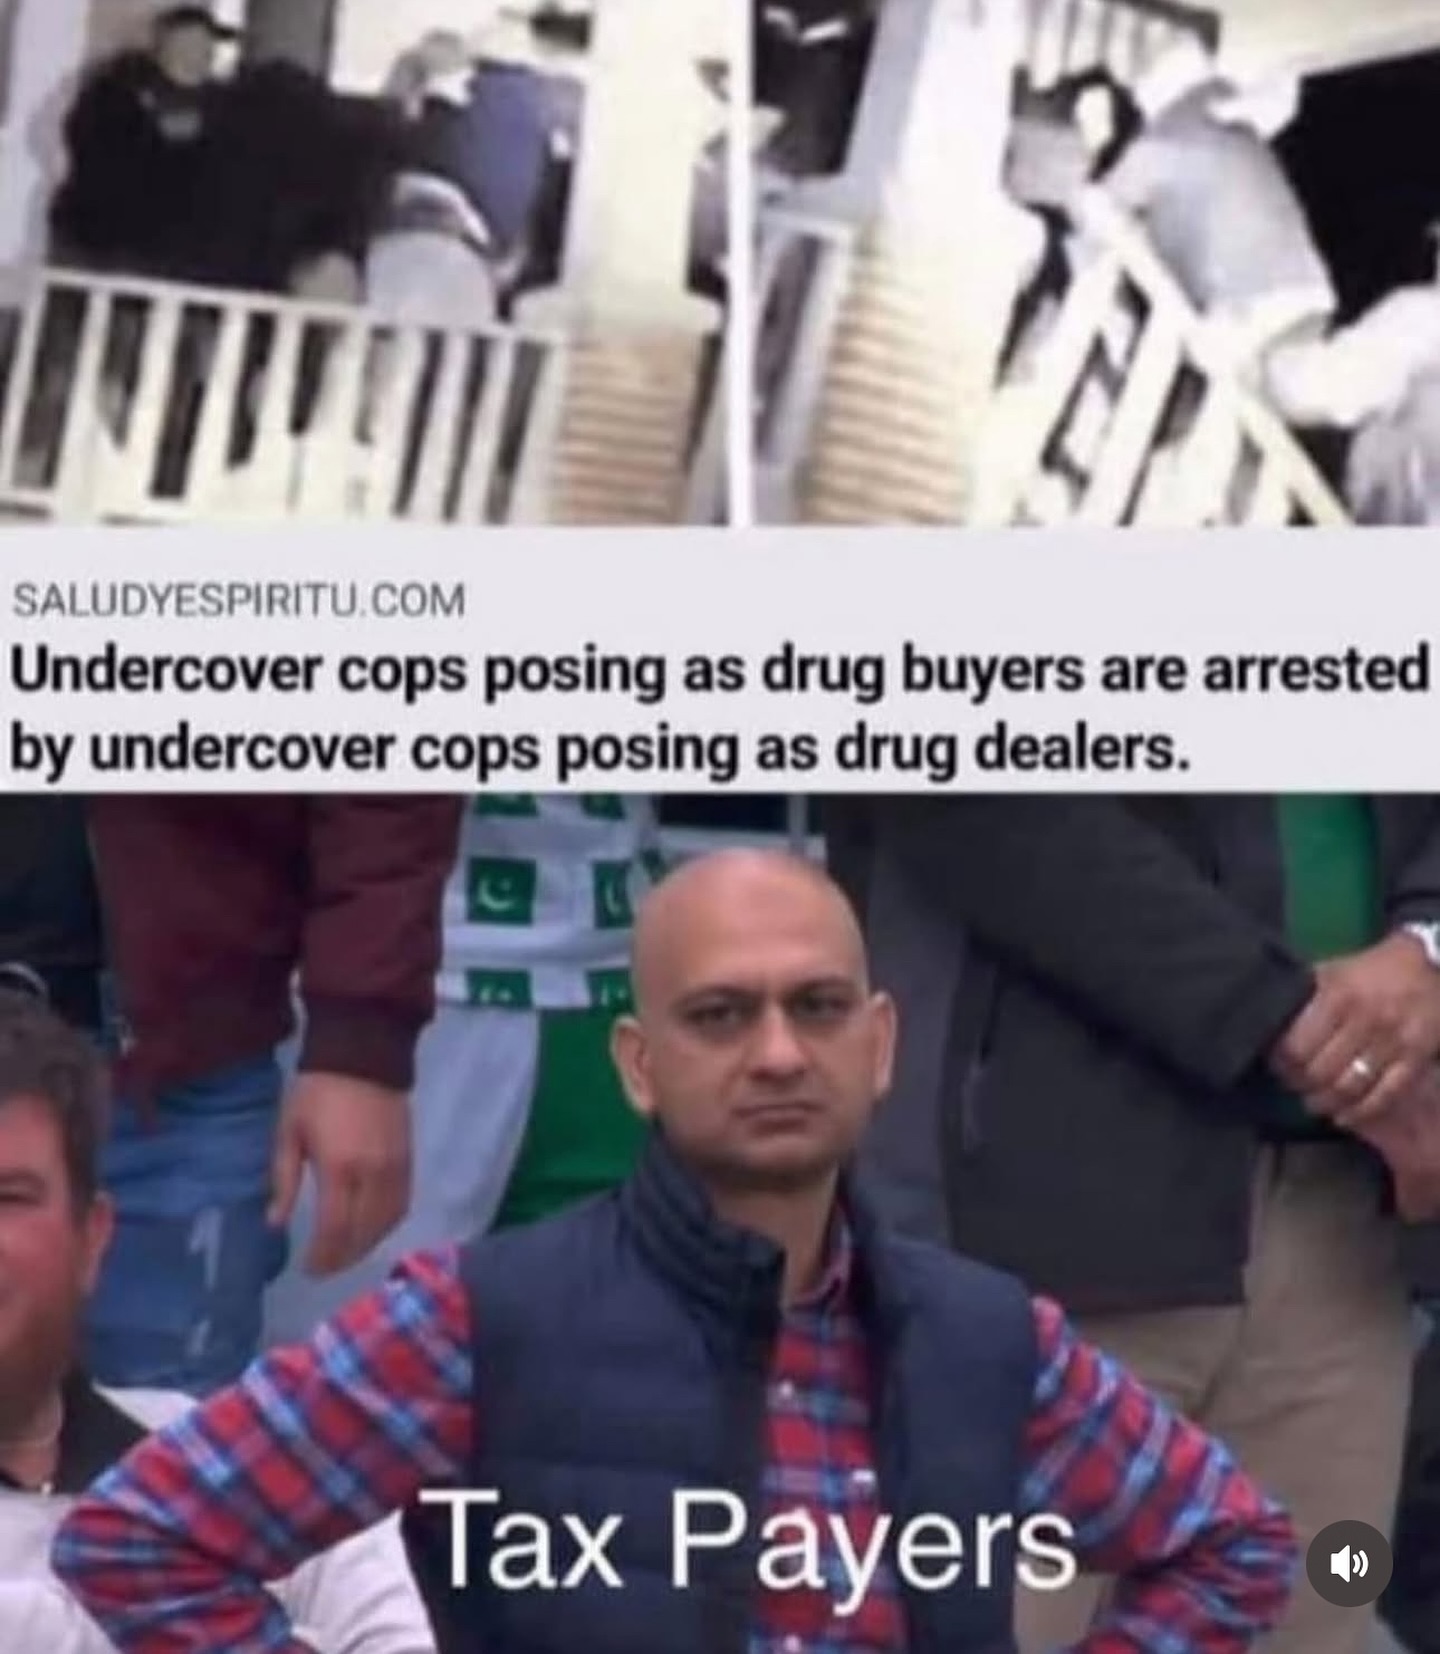 SALUDYESPIRITU.COM
Undercover cops posing as drug buyers are arrested
by undercover cops posing as drug dealers.
Tax Payers